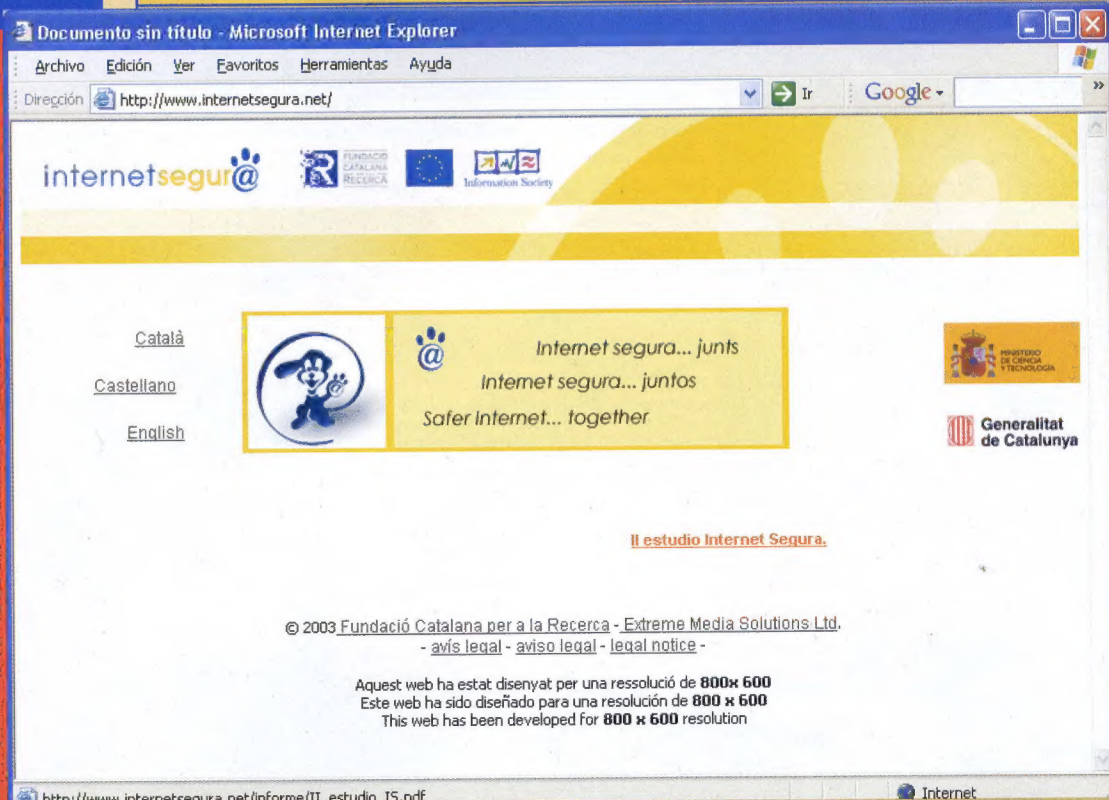 Documento sin título - Microsoft Internet Explorer
Archivo Edición Ver Favoritos Herramientas Ayuda
Dirección http://www.internetsegura.net/ Ir Google »
internetsegur@ FUNDACIÓ CATALANA RECERCA Information Society
Català
Castellano
English
@ Internet segura... junts
Internet segura... juntos
Safer Internet... together
MINISTERIO
DE CIENCIA
Y TECNOLOGIA
Generalitat
de Catalunya
II estudio Internet Segura.
© 2003 Fundació Catalana per a la Recerca - Extreme Media Solutions Ltd.
- avís legal - aviso legal - legal notice -
Aquest web ha estat disenyat per una ressolució de 800x 600
Este web ha sido diseñado para una resolución de 800 x 600
This web has been developed for 800 x 600 resolution
http://www.internetsegura.net/informe/II_estudio_IS.pdf Internet